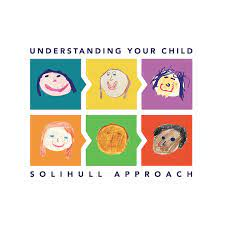 UNDERSTANDING YOUR CHILD
SOLIHULL APPROACH